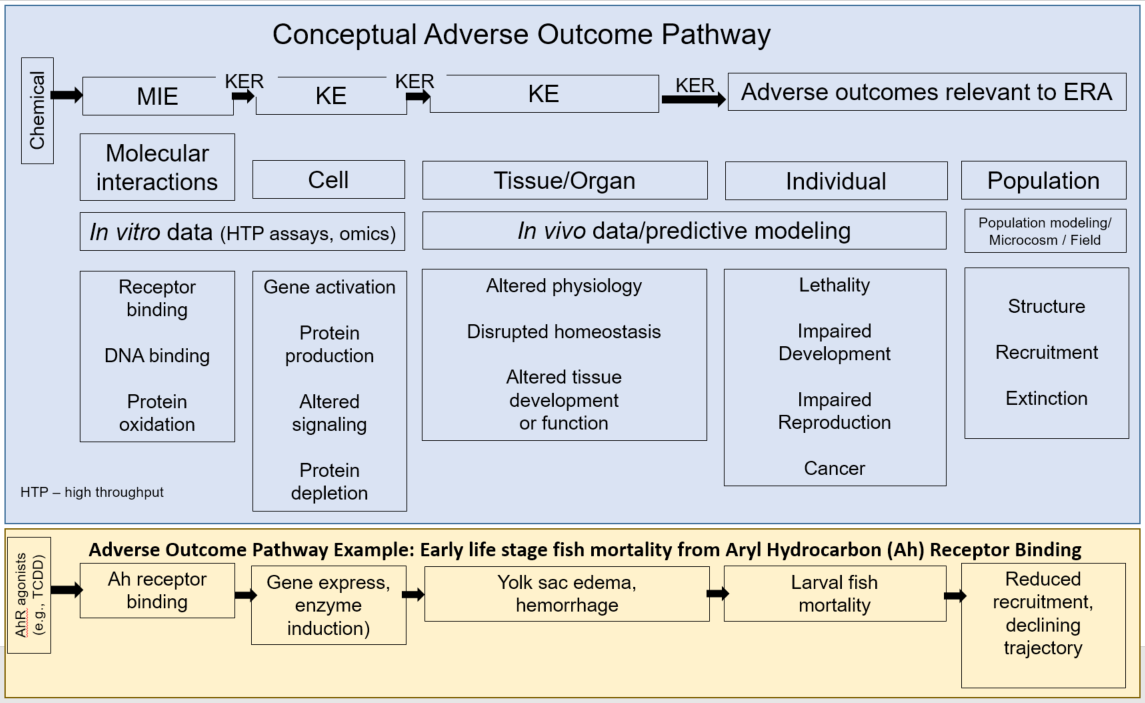 Conceptual Adverse Outcome Pathway
Chemical
MIE
KER
KE
KER
KE
KER
Adverse outcomes relevant to ERA
Molecular
interactions
Cell
Tissue/Organ
Individual
Population
In vitro data (HTP assays, omics)
In vivo data/predictive modeling
Population modeling/
Microcosm / Field
Receptor
binding
DNA binding
Protein
oxidation
Gene activation
Protein
production
Altered
signaling
Protein
depletion
Altered physiology
Disrupted homeostasis
Altered tissue
development
or function
Lethality
Impaired
Development
Impaired
Reproduction
Cancer
Structure
Recruitment
Extinction
HTP – high throughput
Adverse Outcome Pathway Example: Early life stage fish mortality from Aryl Hydrocarbon (Ah) Receptor Binding
AhR agonists
(e.g., TCDD)
Ah receptor
binding
Gene express,
enzyme
induction)
Yolk sac edema,
hemorrhage
Larval fish
mortality
Reduced
recruitment,
declining
trajectory